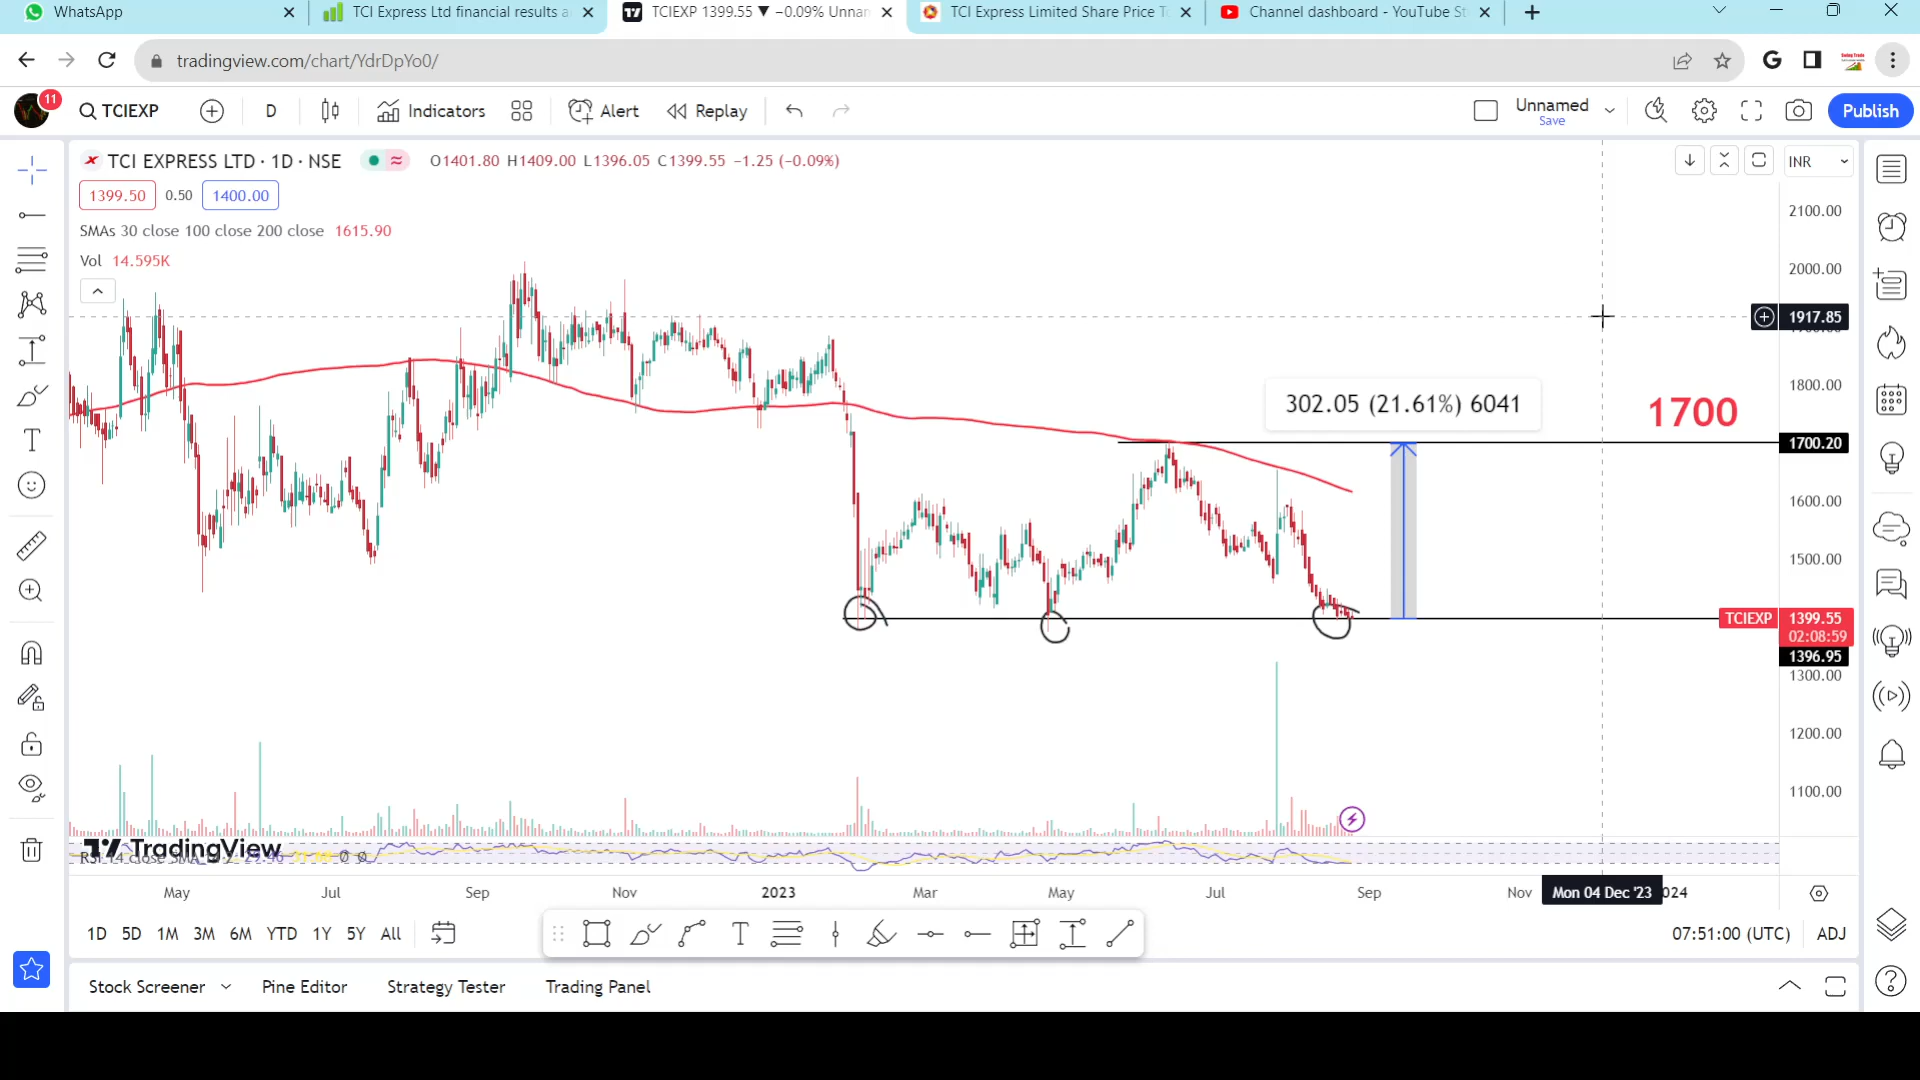 WhatsApp
TCI Express Ltd financial results a
TCIEXP 1399.55 ▼ −0.09% Unnan
TCI Express Limited Share Price T
Channel dashboard - YouTube St
tradingview.com/chart/YdrDpYo0/
11
TCIEXP
D
Indicators
Alert
Replay
Unnamed
Save
Publish
TCI EXPRESS LTD · 1D · NSE
O1401.80 H1409.00 L1396.05 C1399.55 −1.25 (−0.09%)
INR
1399.50 0.50 1400.00
SMAs 30 close 100 close 200 close 1615.90
Vol 14.595K
2100.00
2000.00
1917.85
1800.00
302.05 (21.61%) 6041
1700
1700.20
1600.00
1500.00
TCIEXP 1399.55
02:08:59
1396.95
1300.00
1200.00
1100.00
TradingView
RSI 14 close SMA
May Jul Sep Nov 2023 Mar May Jul Sep Nov Mon 04 Dec '23 024
1D 5D 1M 3M 6M YTD 1Y 5Y All
07:51:00 (UTC) ADJ
Stock Screener Pine Editor Strategy Tester Trading Panel